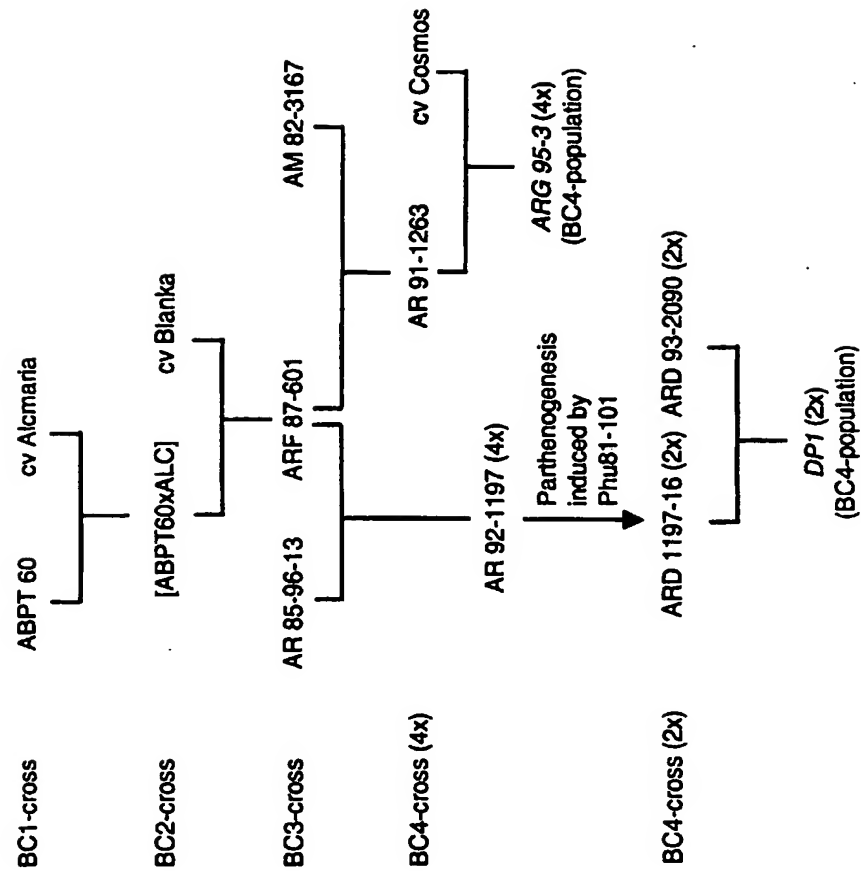 BC1-cross
ABPT 60
cv Alcmaria
BC2-cross
[ABPT60xALC]
cv Blanka
BC3-cross
AR 85-96-13
ARF 87-601
AM 82-3167
BC4-cross (4x)
AR 92-1197 (4x)
AR 91-1263
cv Cosmos
Parthenogenesis
induced by
Phu81-101
ARG 95-3 (4x)
(BC4-population)
BC4-cross (2x)
ARD 1197-16 (2x)
ARD 93-2090 (2x)
DP1 (2x)
(BC4-population)